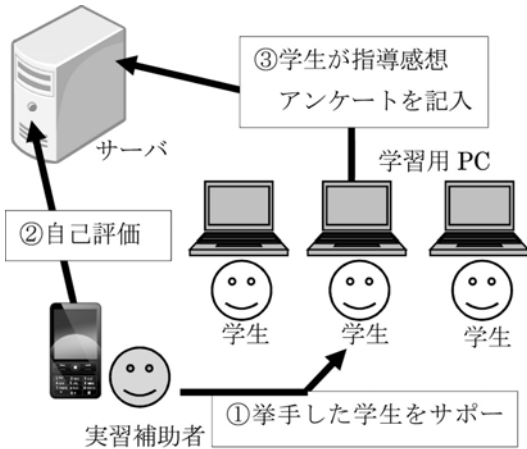 ③学生が指導感想
アンケートを記入
サーバ
学習用 PC
②自己評価
学生
学生
学生
実習補助者
①挙手した学生をサポー